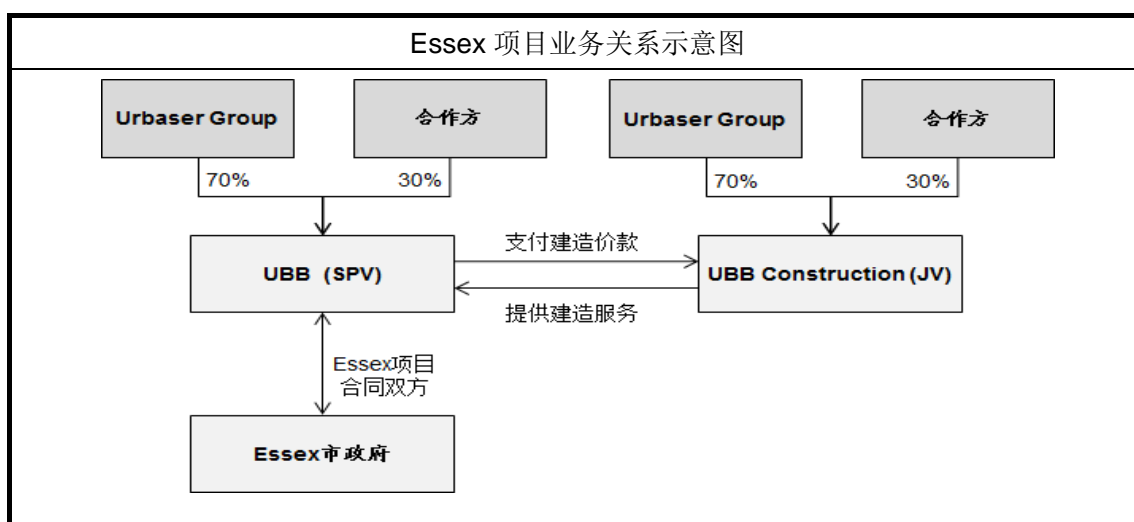 Essex 项目业务关系示意图
Urbaser Group
合作方
Urbaser Group
合作方
70%
30%
70%
30%
UBB （SPV）
支付建造价款
提供建造服务
UBB Construction (JV)
Essex项目
合同双方
Essex市政府